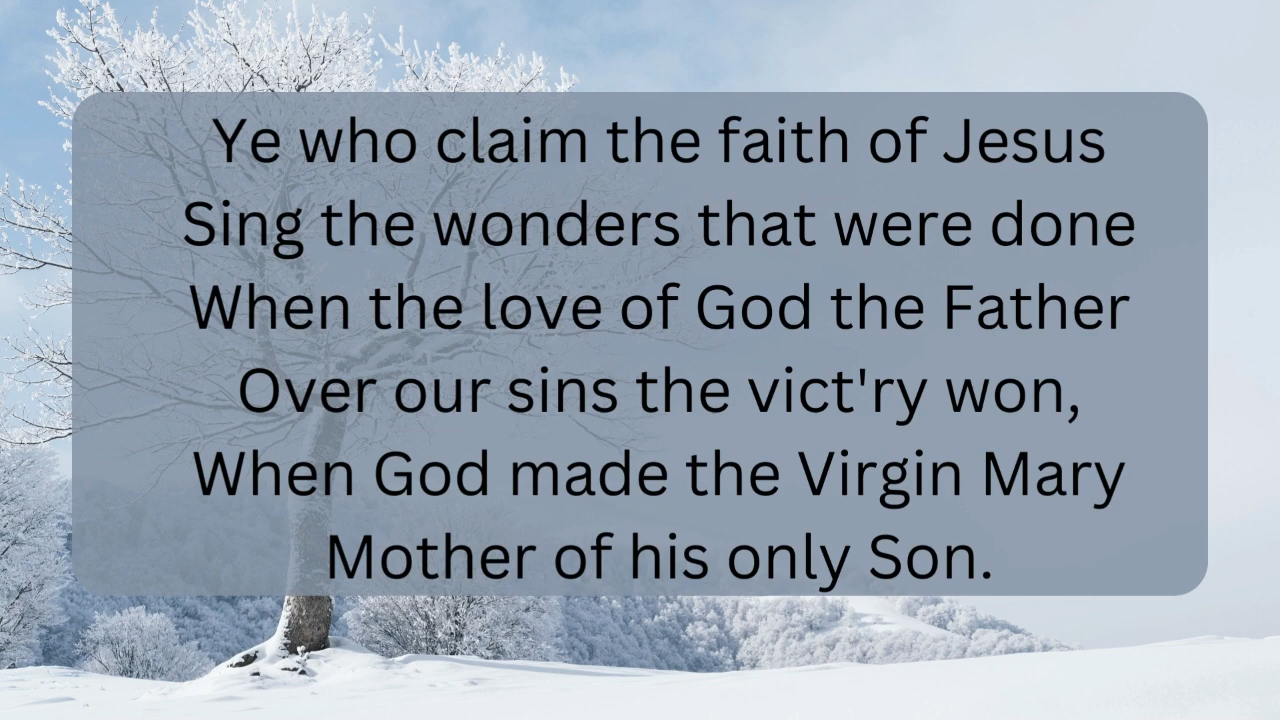 Ye who claim the faith of Jesus
Sing the wonders that were done
When the love of God the Father
Over our sins the vict'ry won,
When God made the Virgin Mary
Mother of his only Son.